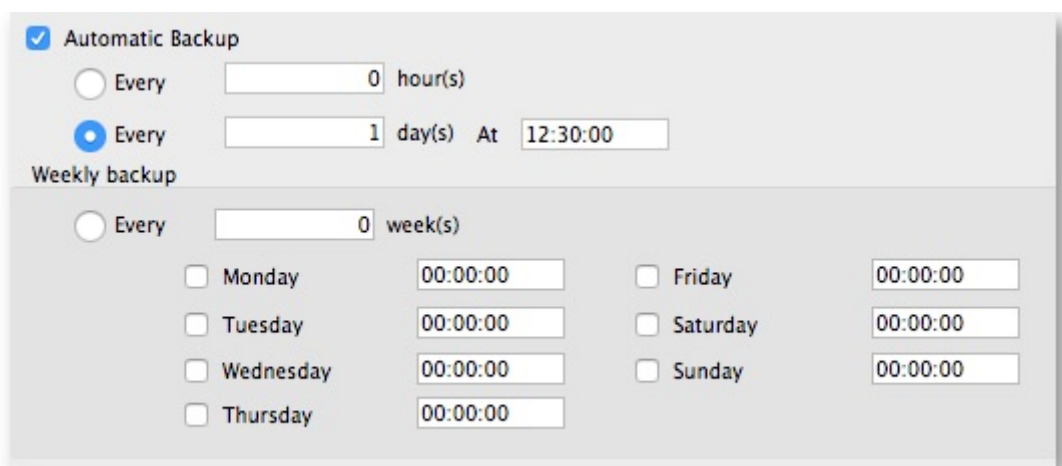 Automatic Backup
Every 0 hour(s)
Every 1 day(s) At 12:30:00
Weekly backup
Every 0 week(s)
Monday 00:00:00 Friday 00:00:00
Tuesday 00:00:00 Saturday 00:00:00
Wednesday 00:00:00 Sunday 00:00:00
Thursday 00:00:00